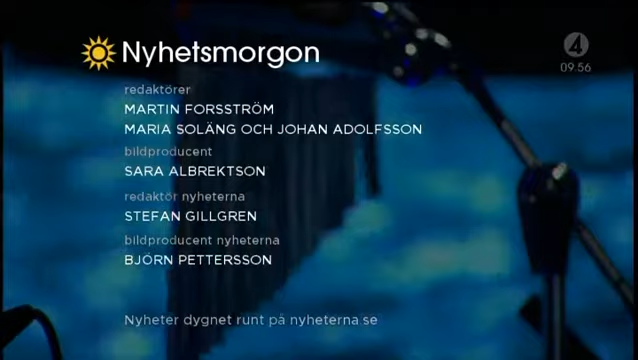 Nyhetsmorgon
4
09.56
redaktörer
MARTIN FORSSTRÖM
MARIA SOLÄNG OCH JOHAN ADOLFSSON
bildproducent
SARA ALBREKTSON
redaktör nyheterna
STEFAN GILLGREN
bildproducent nyheterna
BJÖRN PETTERSSON
Nyheter dygnet runt på nyheterna.se